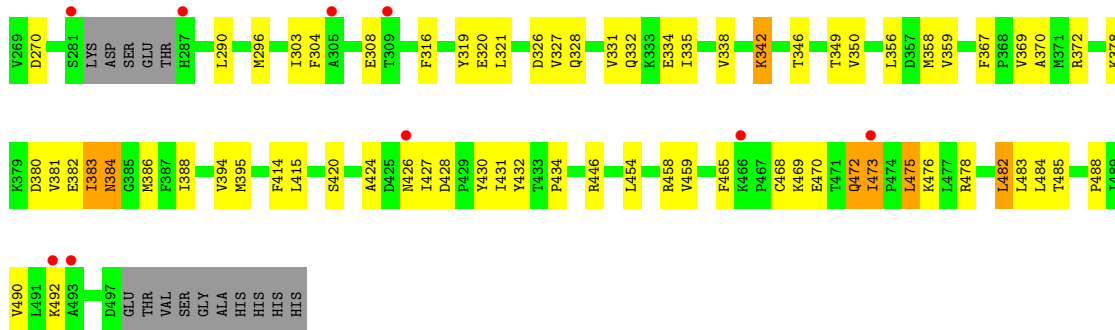 V269 D270 S281 LYS ASP SER GLU THR H287 L290 M296 I303 F304 A305 E308 T309 F316 Y319 E320 L321 D326 V327 Q328 V331 Q332 K333 E334 I335 V338 K342 T346 T349 V350 L356 D357 M358 V359 F367 P368 V369 A370 M371 R372
K379 D380 V381 E382 I383 N384 G385 M386 F387 I388 V394 M395 F414 L415 S420 A424 D425 N426 I427 D428 P429 Y430 I431 Y432 T433 P434 R446 L454 R458 V459 F465 K466 P467 C468 K469 E470 T471 Q472 I473 P474 L475 K476 L477 R478 L482 L483 L484 T485 P488
V490 L491 K492 A493 D497 GLU THR VAL SER GLY ALA HIS HIS HIS HIS